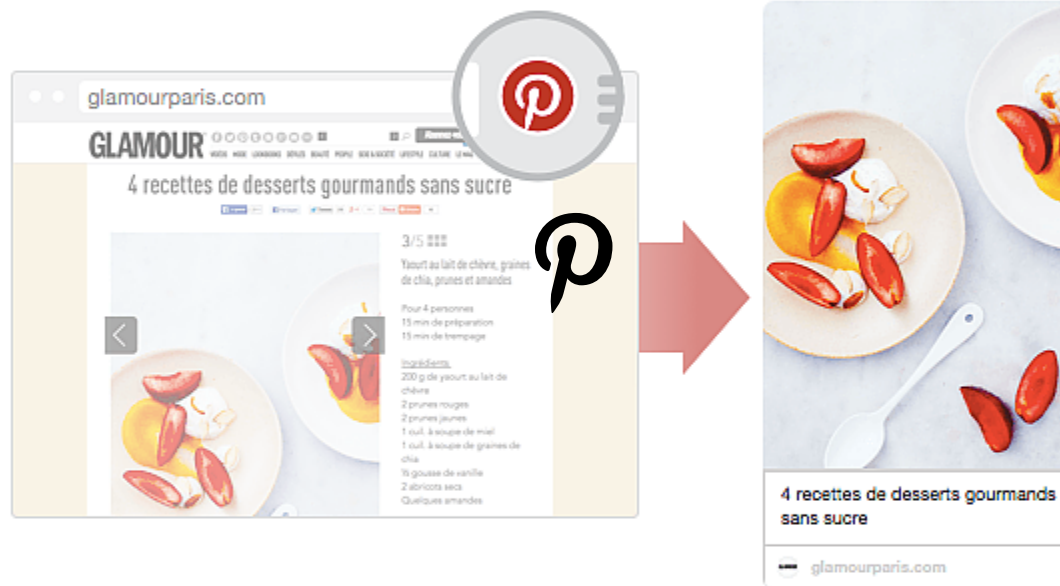 glamourparis.com
GLAMOUR
4 recettes de desserts gourmands sans sucre
3/5
Yaourt au lait de chèvre, graines
de chia, prunes et amandes
Pour 4 personnes
15 min de préparation
15 min de trempage
Ingrédients
200 g de yaourt au lait de
chèvre
2 prunes rouges
2 prunes jaunes
1 cuil. à soupe de miel
1 cuil. à soupe de graines de
chia
½ gousse de vanille
2 abricots secs
Quelques amandes
4 recettes de desserts gourmands
sans sucre
glamourparis.com